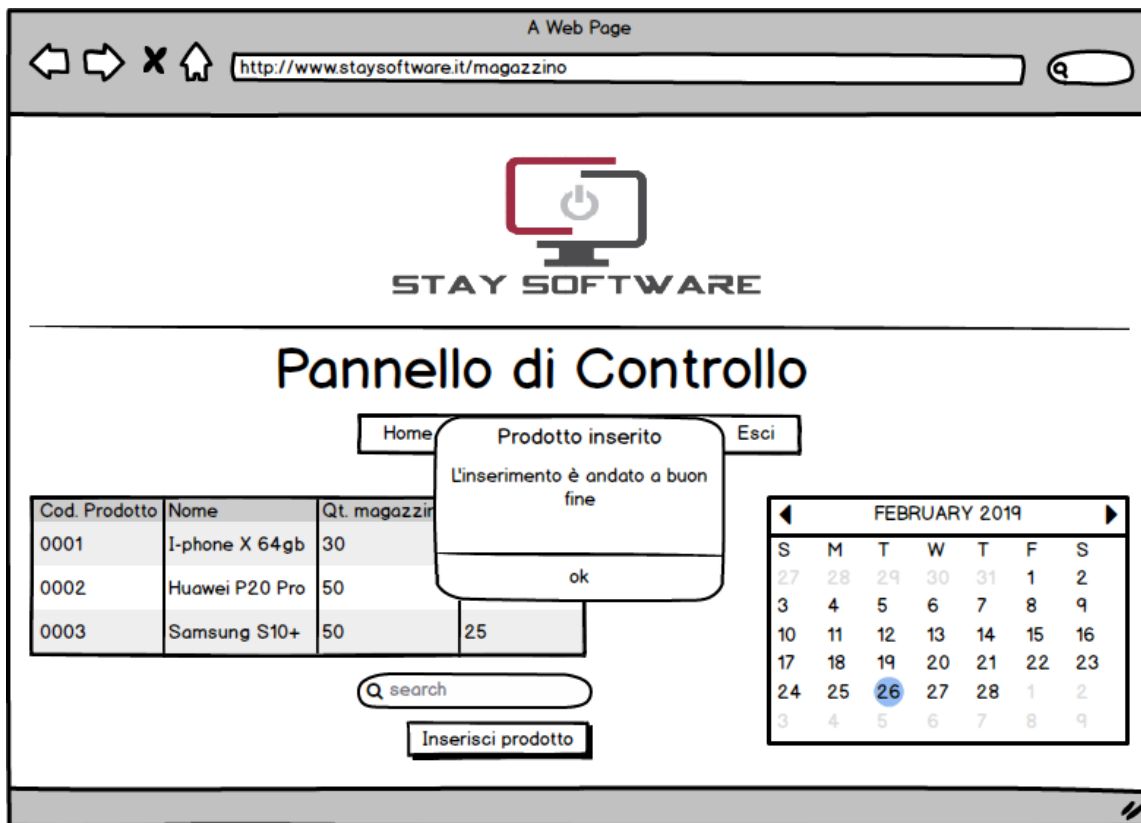 A Web Page
http://www.staysoftware.it/magazzino
STAY SOFTWARE
Pannello di Controllo
Home
Esci
Prodotto inserito
L'inserimento è andato a buon
fine
ok
Cod. Prodotto Nome Qt. magazzin
0001 I-phone X 64gb 30
0002 Huawei P20 Pro 50
0003 Samsung S10+ 50 25
search
Inserisci prodotto
FEBRUARY 2019
S M T W T F S
27 28 29 30 31 1 2
3 4 5 6 7 8 9
10 11 12 13 14 15 16
17 18 19 20 21 22 23
24 25 26 27 28 1 2
3 4 5 6 7 8 9